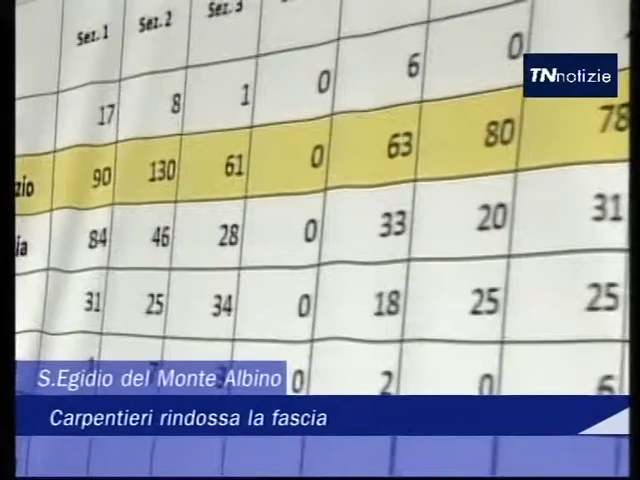 Sez. 1 Sez. 2 Sez. 3
TNnotizie
17 8 1 0 6 0
zio 90 130 61 0 63 80 78
ia 84 46 28 0 33 20 31
31 25 34 0 18 25 25
0 2 0 6
S.Egidio del Monte Albino
Carpentieri rindossa la fascia